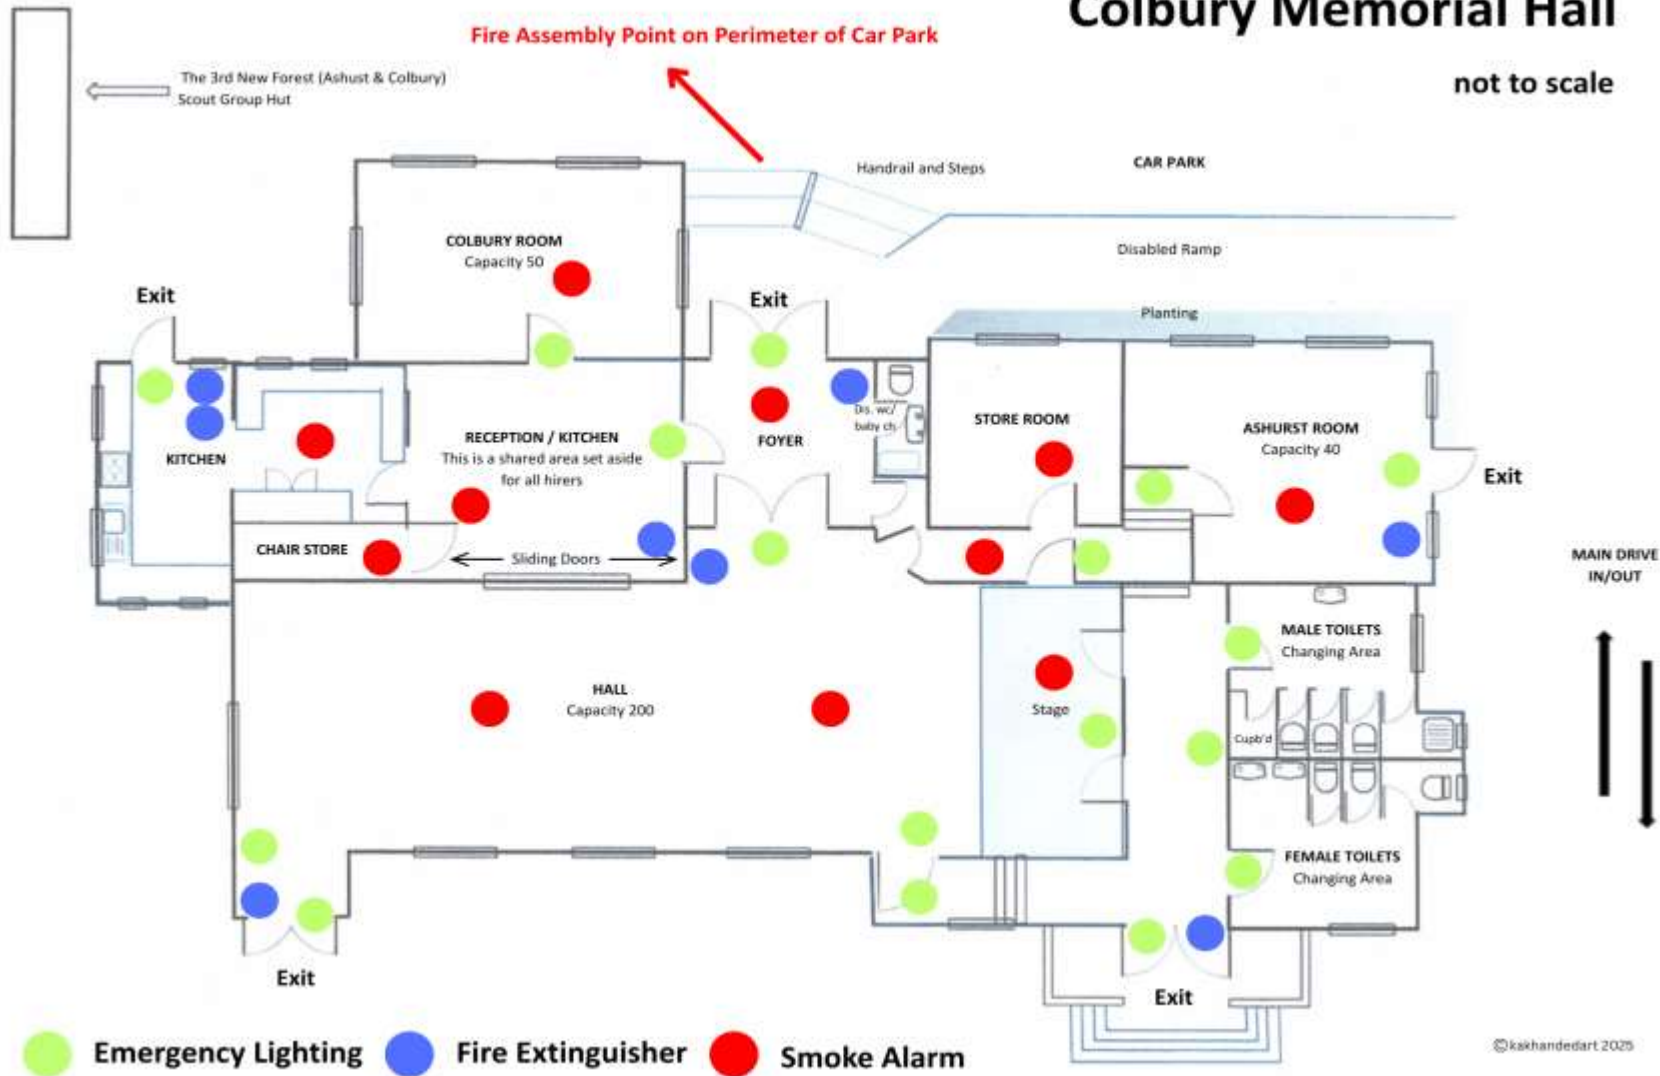 Colbury Memorial Hall
not to scale
Fire Assembly Point on Perimeter of Car Park
The 3rd New Forest (Ashust & Colbury)
Scout Group Hut
Handrail and Steps
CAR PARK
Disabled Ramp
Planting
COLBURY ROOM
Capacity 50
Exit
Exit
KITCHEN
RECEPTION / KITCHEN
This is a shared area set aside
for all hirers
FOYER
Dis. wc/
baby ch
STORE ROOM
ASHURST ROOM
Capacity 40
Exit
CHAIR STORE
Sliding Doors
MAIN DRIVE
IN/OUT
HALL
Capacity 200
Stage
MALE TOILETS
Changing Area
Cupb'd
FEMALE TOILETS
Changing Area
Exit
Exit
Emergency Lighting
Fire Extinguisher
Smoke Alarm
©kakhandedart 2025